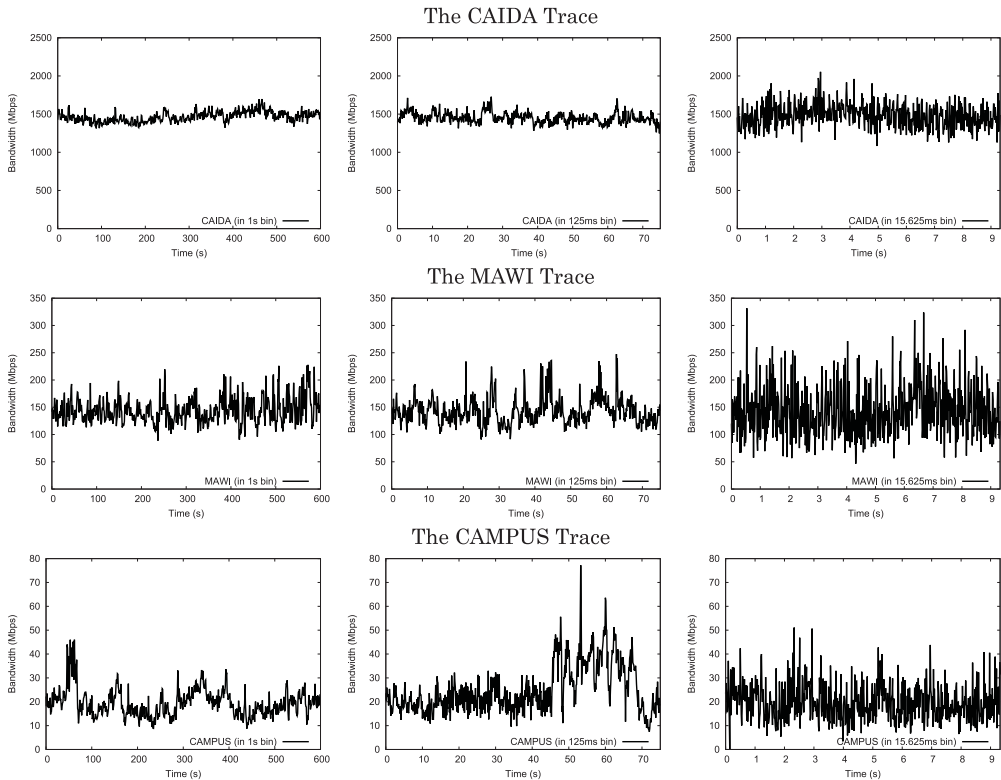 The CAIDA Trace
2500
2000
1500
1000
500
0
Bandwidth (Mbps)
CAIDA (in 1s bin)
0 100 200 300 400 500 600
Time (s)
2500
2000
1500
1000
500
0
Bandwidth (Mbps)
CAIDA (in 125ms bin)
0 10 20 30 40 50 60 70
Time (s)
2500
2000
1500
1000
500
0
Bandwidth (Mbps)
CAIDA (in 15.625ms bin)
0 1 2 3 4 5 6 7 8 9
Time (s)
The MAWI Trace
350
300
250
200
150
100
50
0
Bandwidth (Mbps)
MAWI (in 1s bin)
0 100 200 300 400 500 600
Time (s)
350
300
250
200
150
100
50
0
Bandwidth (Mbps)
MAWI (in 125ms bin)
0 10 20 30 40 50 60 70
Time (s)
350
300
250
200
150
100
50
0
Bandwidth (Mbps)
MAWI (in 15.625ms bin)
0 1 2 3 4 5 6 7 8 9
Time (s)
The CAMPUS Trace
80
70
60
50
40
30
20
10
0
Bandwidth (Mbps)
CAMPUS (in 1s bin)
0 100 200 300 400 500 600
Time (s)
80
70
60
50
40
30
20
10
0
Bandwidth (Mbps)
CAMPUS (in 125ms bin)
0 10 20 30 40 50 60 70
Time (s)
80
70
60
50
40
30
20
10
0
Bandwidth (Mbps)
CAMPUS (in 15.625ms bin)
0 1 2 3 4 5 6 7 8 9
Time (s)